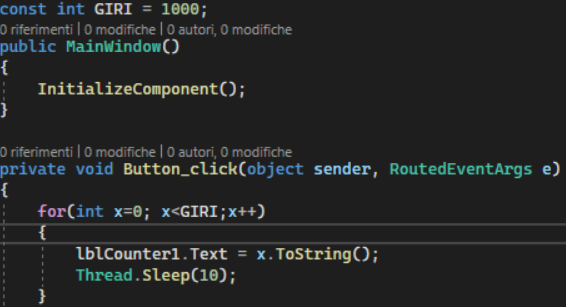 const int GIRI = 1000;
0 riferimenti | 0 modifiche | 0 autori, 0 modifiche
public MainWindow()
{
InitializeComponent();
}
0 riferimenti | 0 modifiche | 0 autori, 0 modifiche
private void Button_click(object sender, RoutedEventArgs e)
{
for(int x=0; x<GIRI;x++)
{
lblCounter1.Text = x.ToString();
Thread.Sleep(10);
}